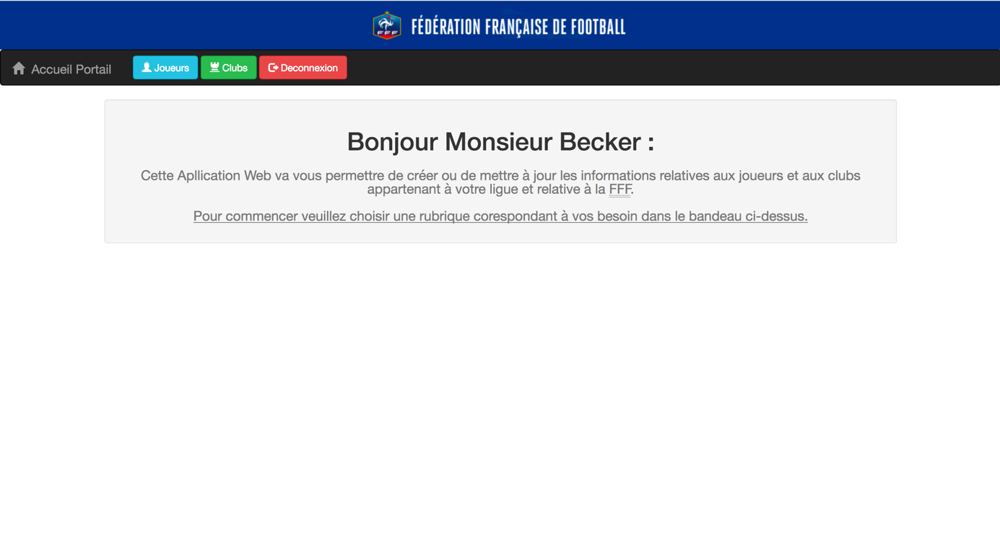 FFF FÉDÉRATION FRANÇAISE DE FOOTBALL
Accueil Portail Joueurs Clubs Deconnexion
Bonjour Monsieur Becker :
Cette Apllication Web va vous permettre de créer ou de mettre à jour les informations relatives aux joueurs et aux clubs
appartenant à votre ligue et relative à la FFF.
Pour commencer veuillez choisir une rubrique corespondant à vos besoin dans le bandeau ci-dessus.